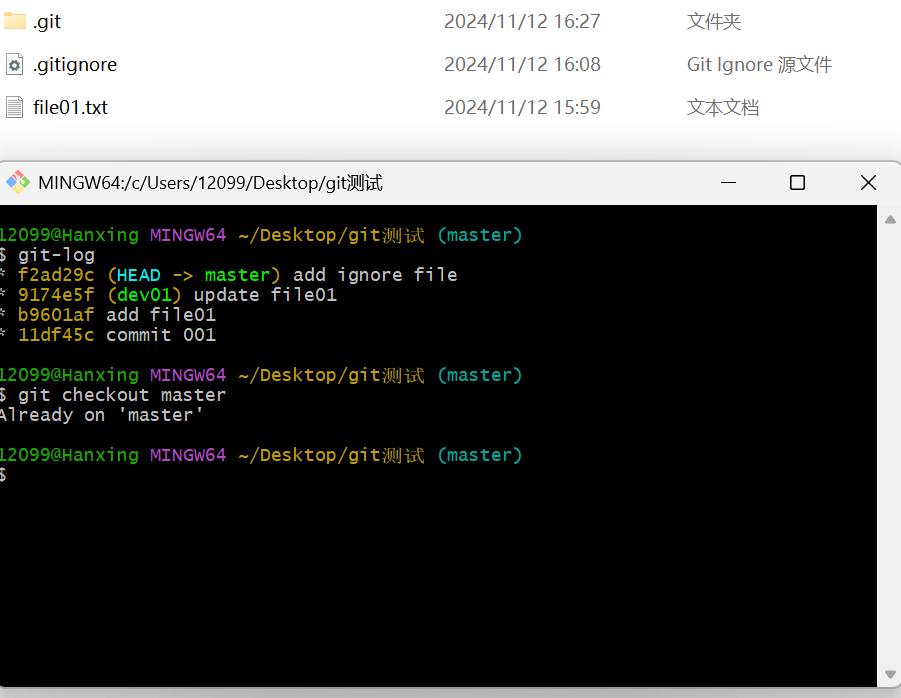 .git 2024/11/12 16:27 文件夹
.gitignore 2024/11/12 16:08 Git Ignore 源文件
file01.txt 2024/11/12 15:59 文本文档
MINGW64:/c/Users/12099/Desktop/git测试
12099@Hanxing MINGW64 ~/Desktop/git测试 (master)
$ git-log
* f2ad29c (HEAD -> master) add ignore file
* 9174e5f (dev01) update file01
* b9601af add file01
* 11df45c commit 001
12099@Hanxing MINGW64 ~/Desktop/git测试 (master)
$ git checkout master
Already on 'master'
12099@Hanxing MINGW64 ~/Desktop/git测试 (master)
$